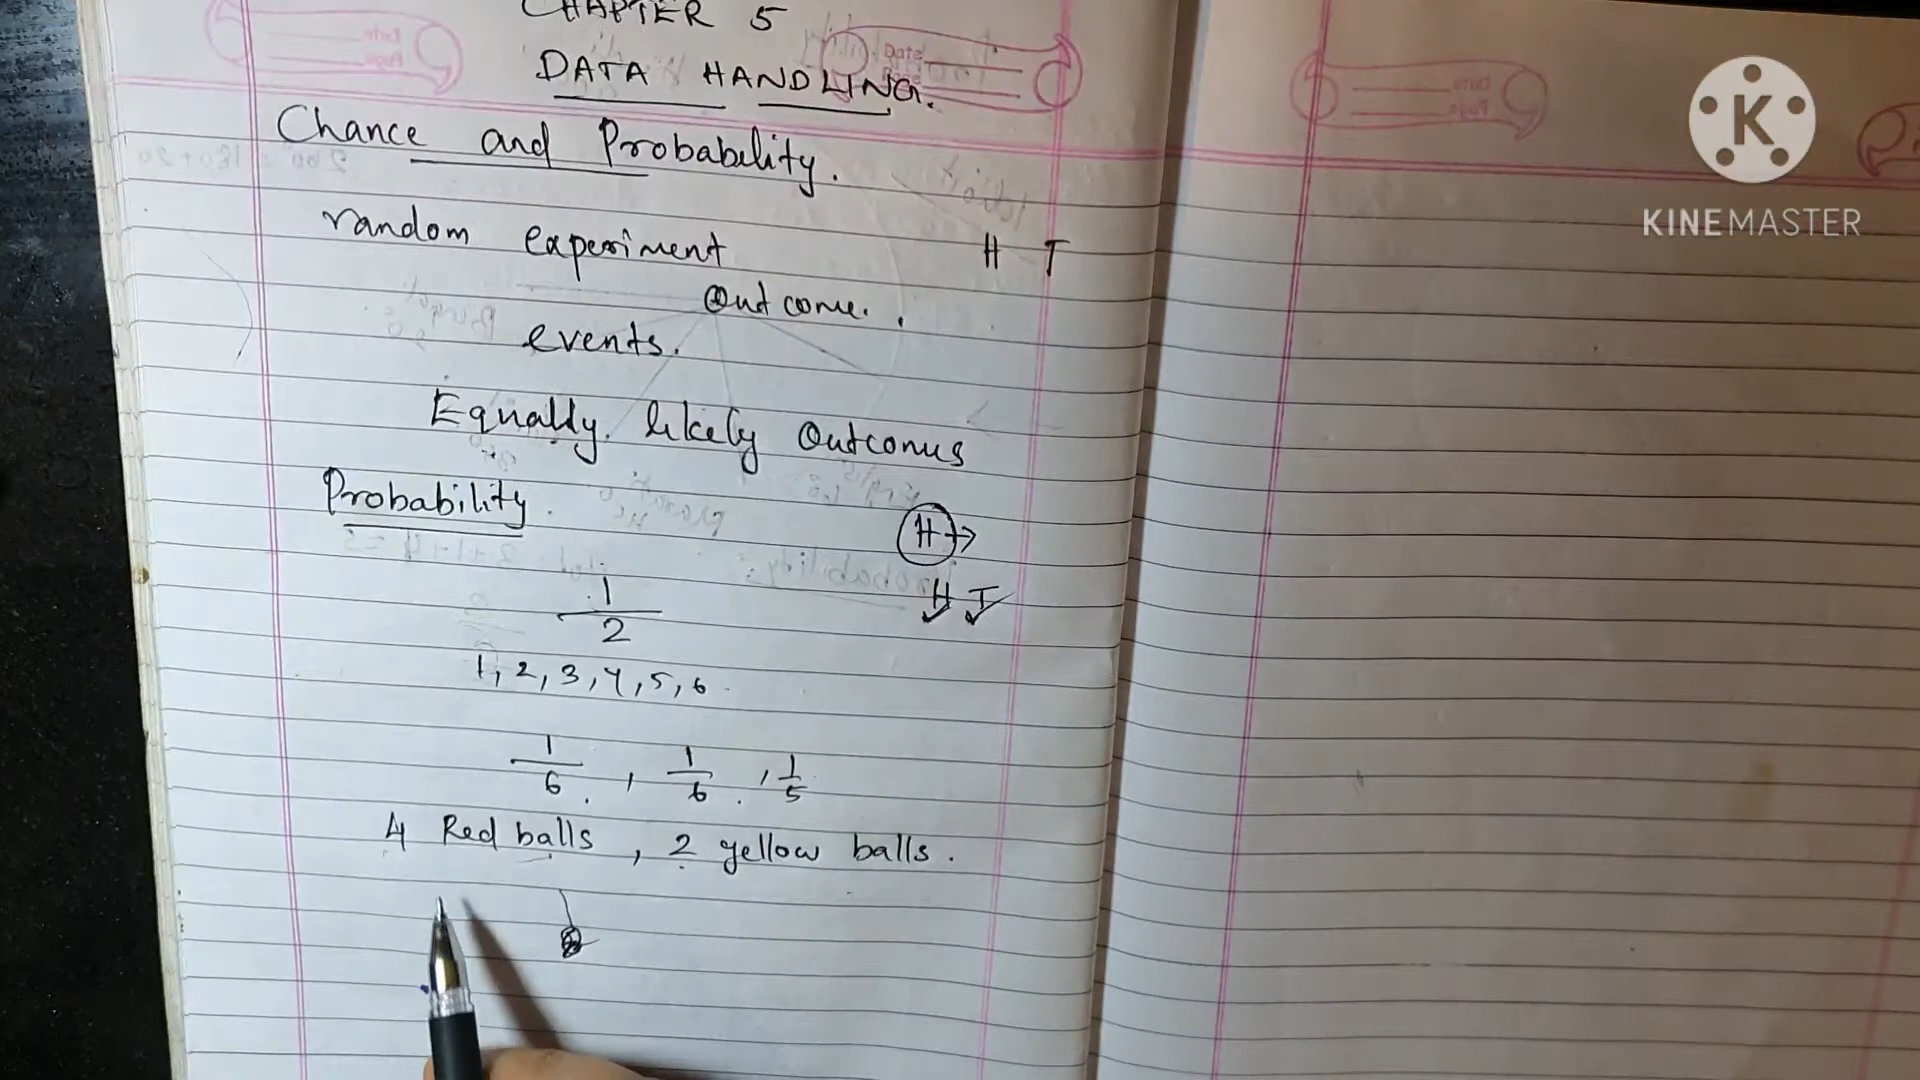 CHAPTER 5
DATA HANDLING.
Chance and Probability.
random experiment H T
Outcome.
events.
Equally likely Outcomes
Probability.
H
H T
1
2
1, 2, 3, 4, 5, 6
1/6, 1/6, 1/5
4 Red balls, 2 yellow balls.
K
KINEMASTER